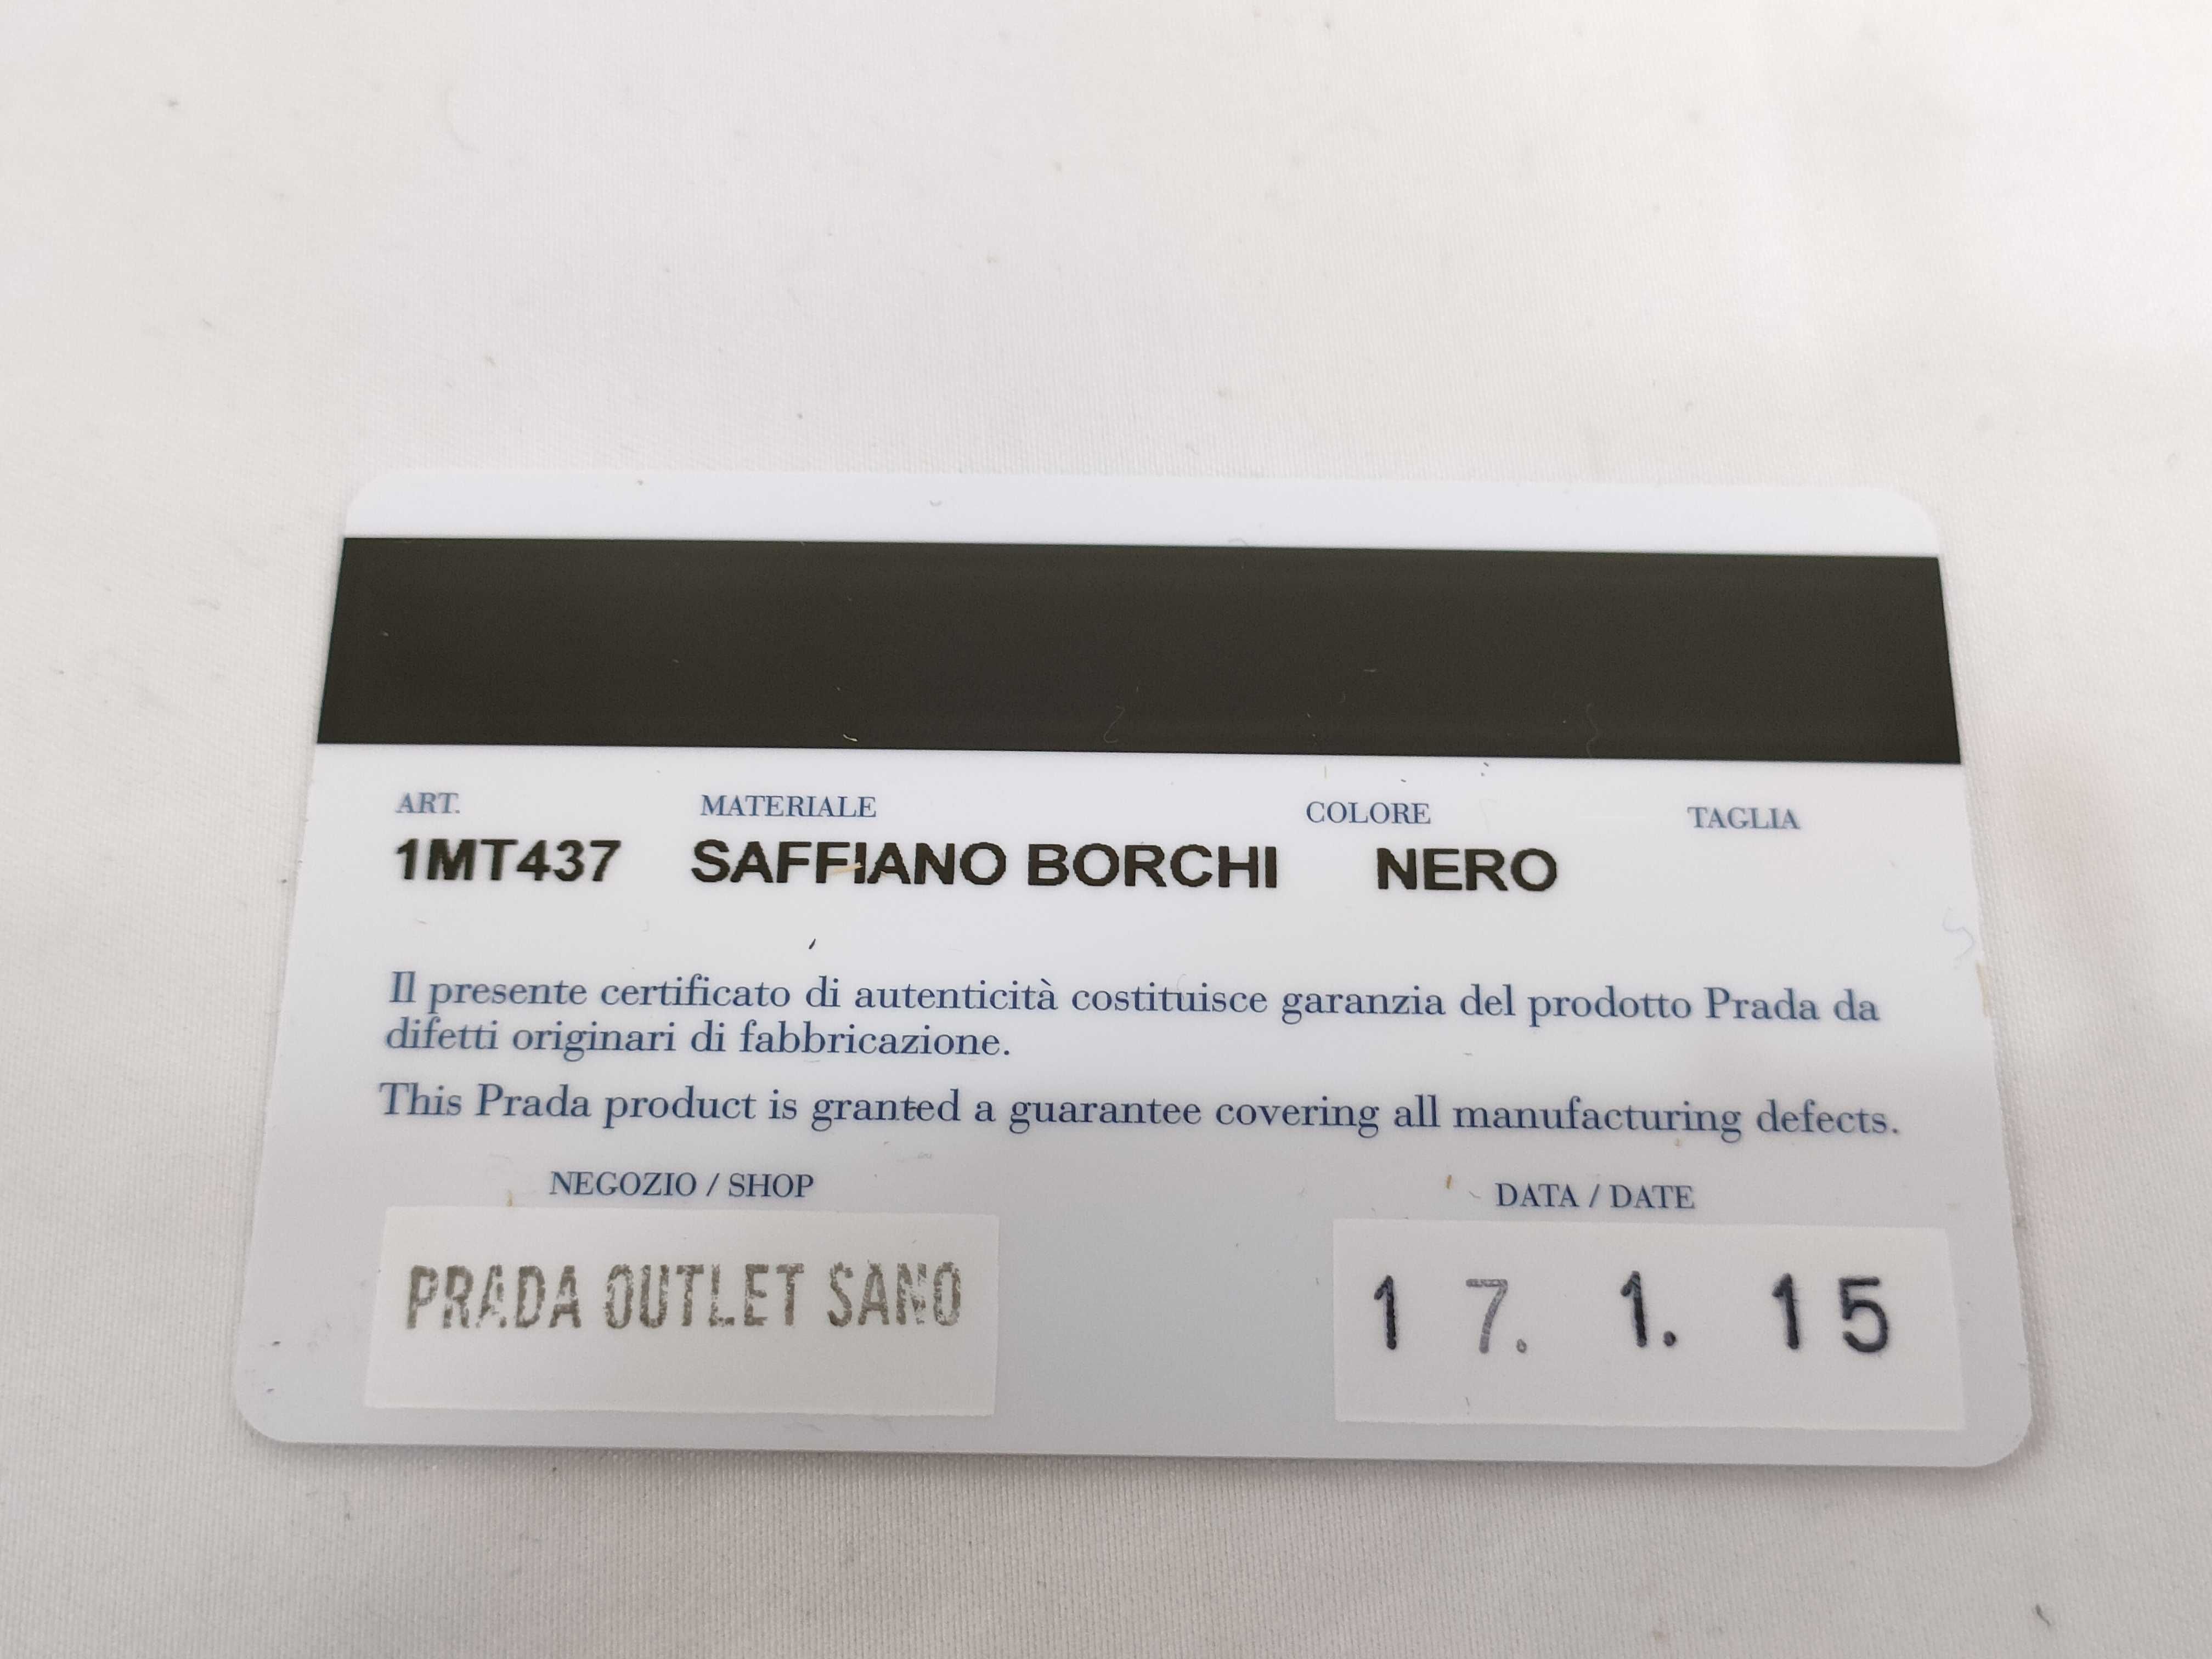 ART. MATERIALE COLORE TAGLIA
1MT437 SAFFIANO BORCHI NERO
Il presente certificato di autenticità costituisce garanzia del prodotto Prada da
difetti originari di fabbricazione.
This Prada product is granted a guarantee covering all manufacturing defects.
NEGOZIO / SHOP DATA / DATE
PRADA OUTLET SANO 17. 1. 15